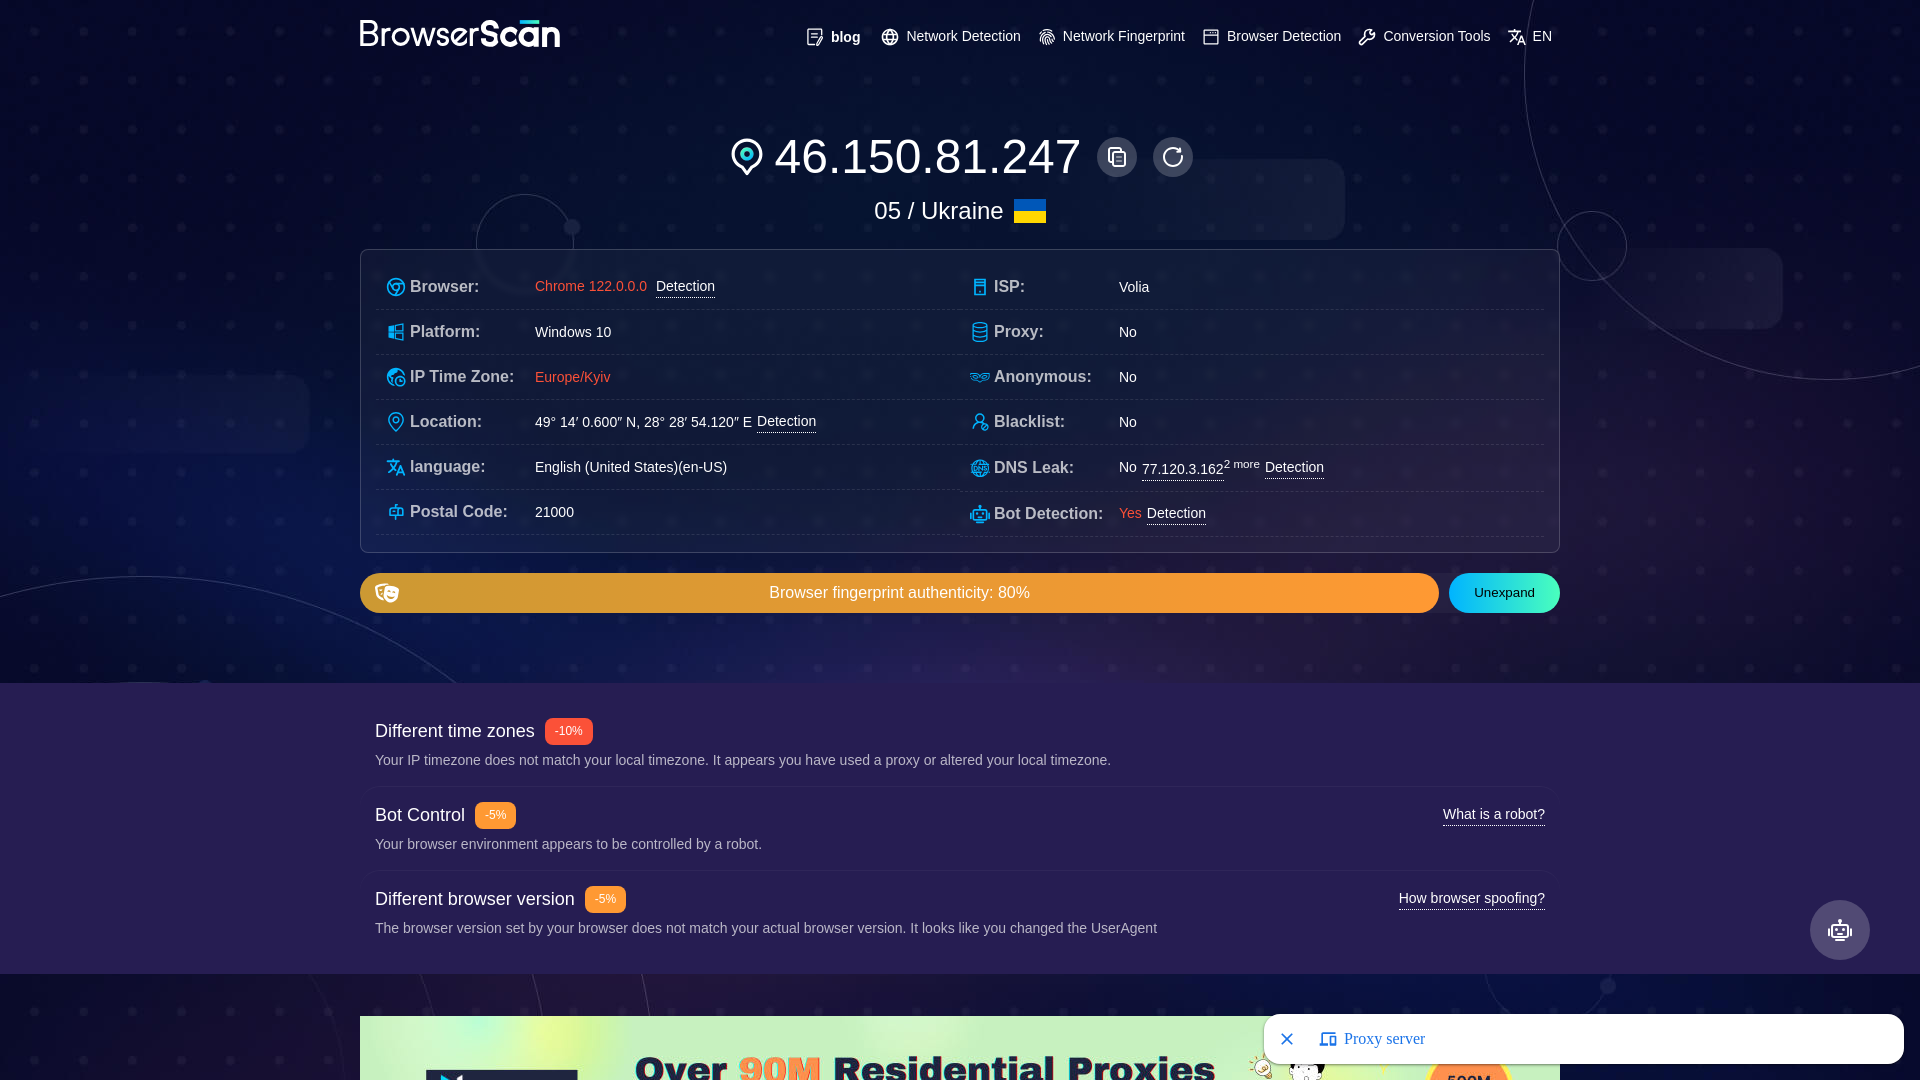 BrowserScan
blog
Network Detection
Network Fingerprint
Browser Detection
Conversion Tools
EN
46.150.81.247
05 / Ukraine
Browser: Chrome 122.0.0.0 Detection
Platform: Windows 10
IP Time Zone: Europe/Kyiv
Location: 49° 14′ 0.600″ N, 28° 28′ 54.120″ E Detection
language: English (United States)(en-US)
Postal Code: 21000
ISP: Volia
Proxy: No
Anonymous: No
Blacklist: No
DNS Leak: No 77.120.3.162 2 more Detection
Bot Detection: Yes Detection
Browser fingerprint authenticity: 80%
Unexpand
Different time zones -10%
Your IP timezone does not match your local timezone. It appears you have used a proxy or altered your local timezone.
Bot Control -5%
What is a robot?
Your browser environment appears to be controlled by a robot.
Different browser version -5%
How browser spoofing?
The browser version set by your browser does not match your actual browser version. It looks like you changed the UserAgent
Over 90M Residential Proxies
Proxy server